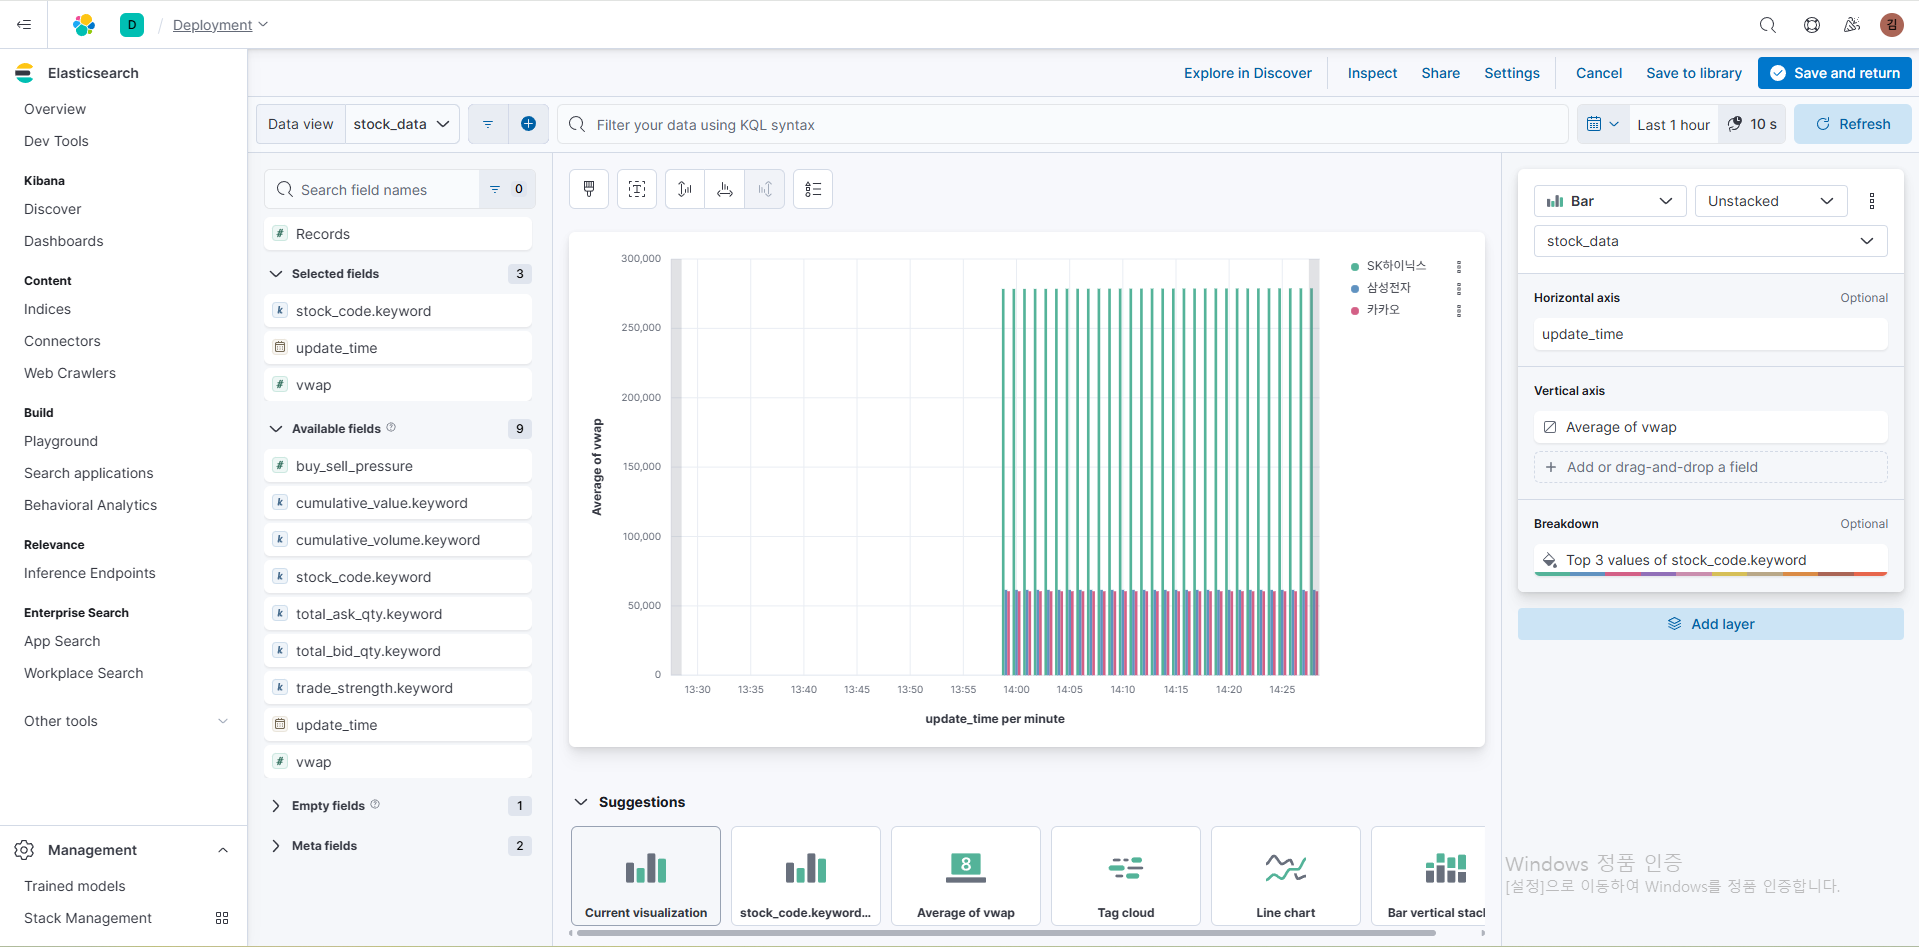 D / Deployment
김
Elasticsearch
Overview
Dev Tools
Kibana
Discover
Dashboards
Content
Indices
Connectors
Web Crawlers
Build
Playground
Search applications
Behavioral Analytics
Relevance
Inference Endpoints
Enterprise Search
App Search
Workplace Search
Other tools
Management
Trained models
Stack Management
Explore in Discover Inspect Share Settings Cancel Save to library Save and return
Data view stock_data Filter your data using KQL syntax Last 1 hour 10 s Refresh
Search field names 0
Records
Selected fields 3
stock_code.keyword
update_time
vwap
Available fields 9
buy_sell_pressure
cumulative_value.keyword
cumulative_volume.keyword
stock_code.keyword
total_ask_qty.keyword
total_bid_qty.keyword
trade_strength.keyword
update_time
vwap
Empty fields 1
Meta fields 2
Average of vwap
300,000
250,000
200,000
150,000
100,000
50,000
0
13:30 13:35 13:40 13:45 13:50 13:55 14:00 14:05 14:10 14:15 14:20 14:25
update_time per minute
SK하이닉스
삼성전자
카카오
Suggestions
Current visualization
stock_code.keyword...
8
Average of vwap
Tag cloud
Line chart
Bar vertical stac
Bar Unstacked
stock_data
Horizontal axis Optional
update_time
Vertical axis
Average of vwap
Add or drag-and-drop a field
Breakdown Optional
Top 3 values of stock_code.keyword
Add layer
Windows 정품 인증
[설정]으로 이동하여 Windows를 정품 인증합니다.